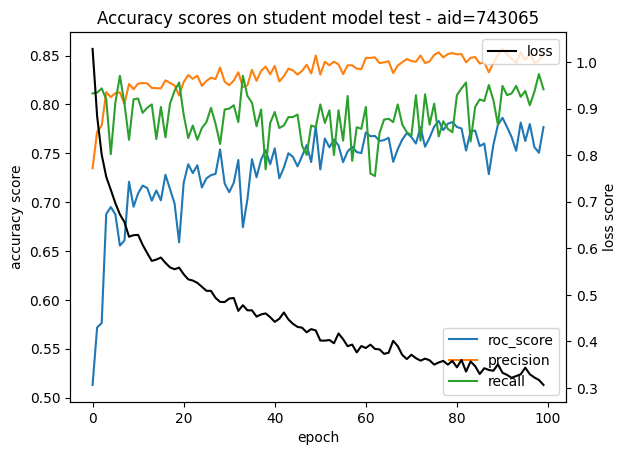 Accuracy scores on student model test - aid=743065
loss
accuracy score
0.85
0.80
0.75
0.70
0.65
0.60
0.55
0.50
1.0
0.9
0.8
0.7
0.6
0.5
0.4
0.3
loss score
roc_score
precision
recall
0
20
40
60
80
100
epoch